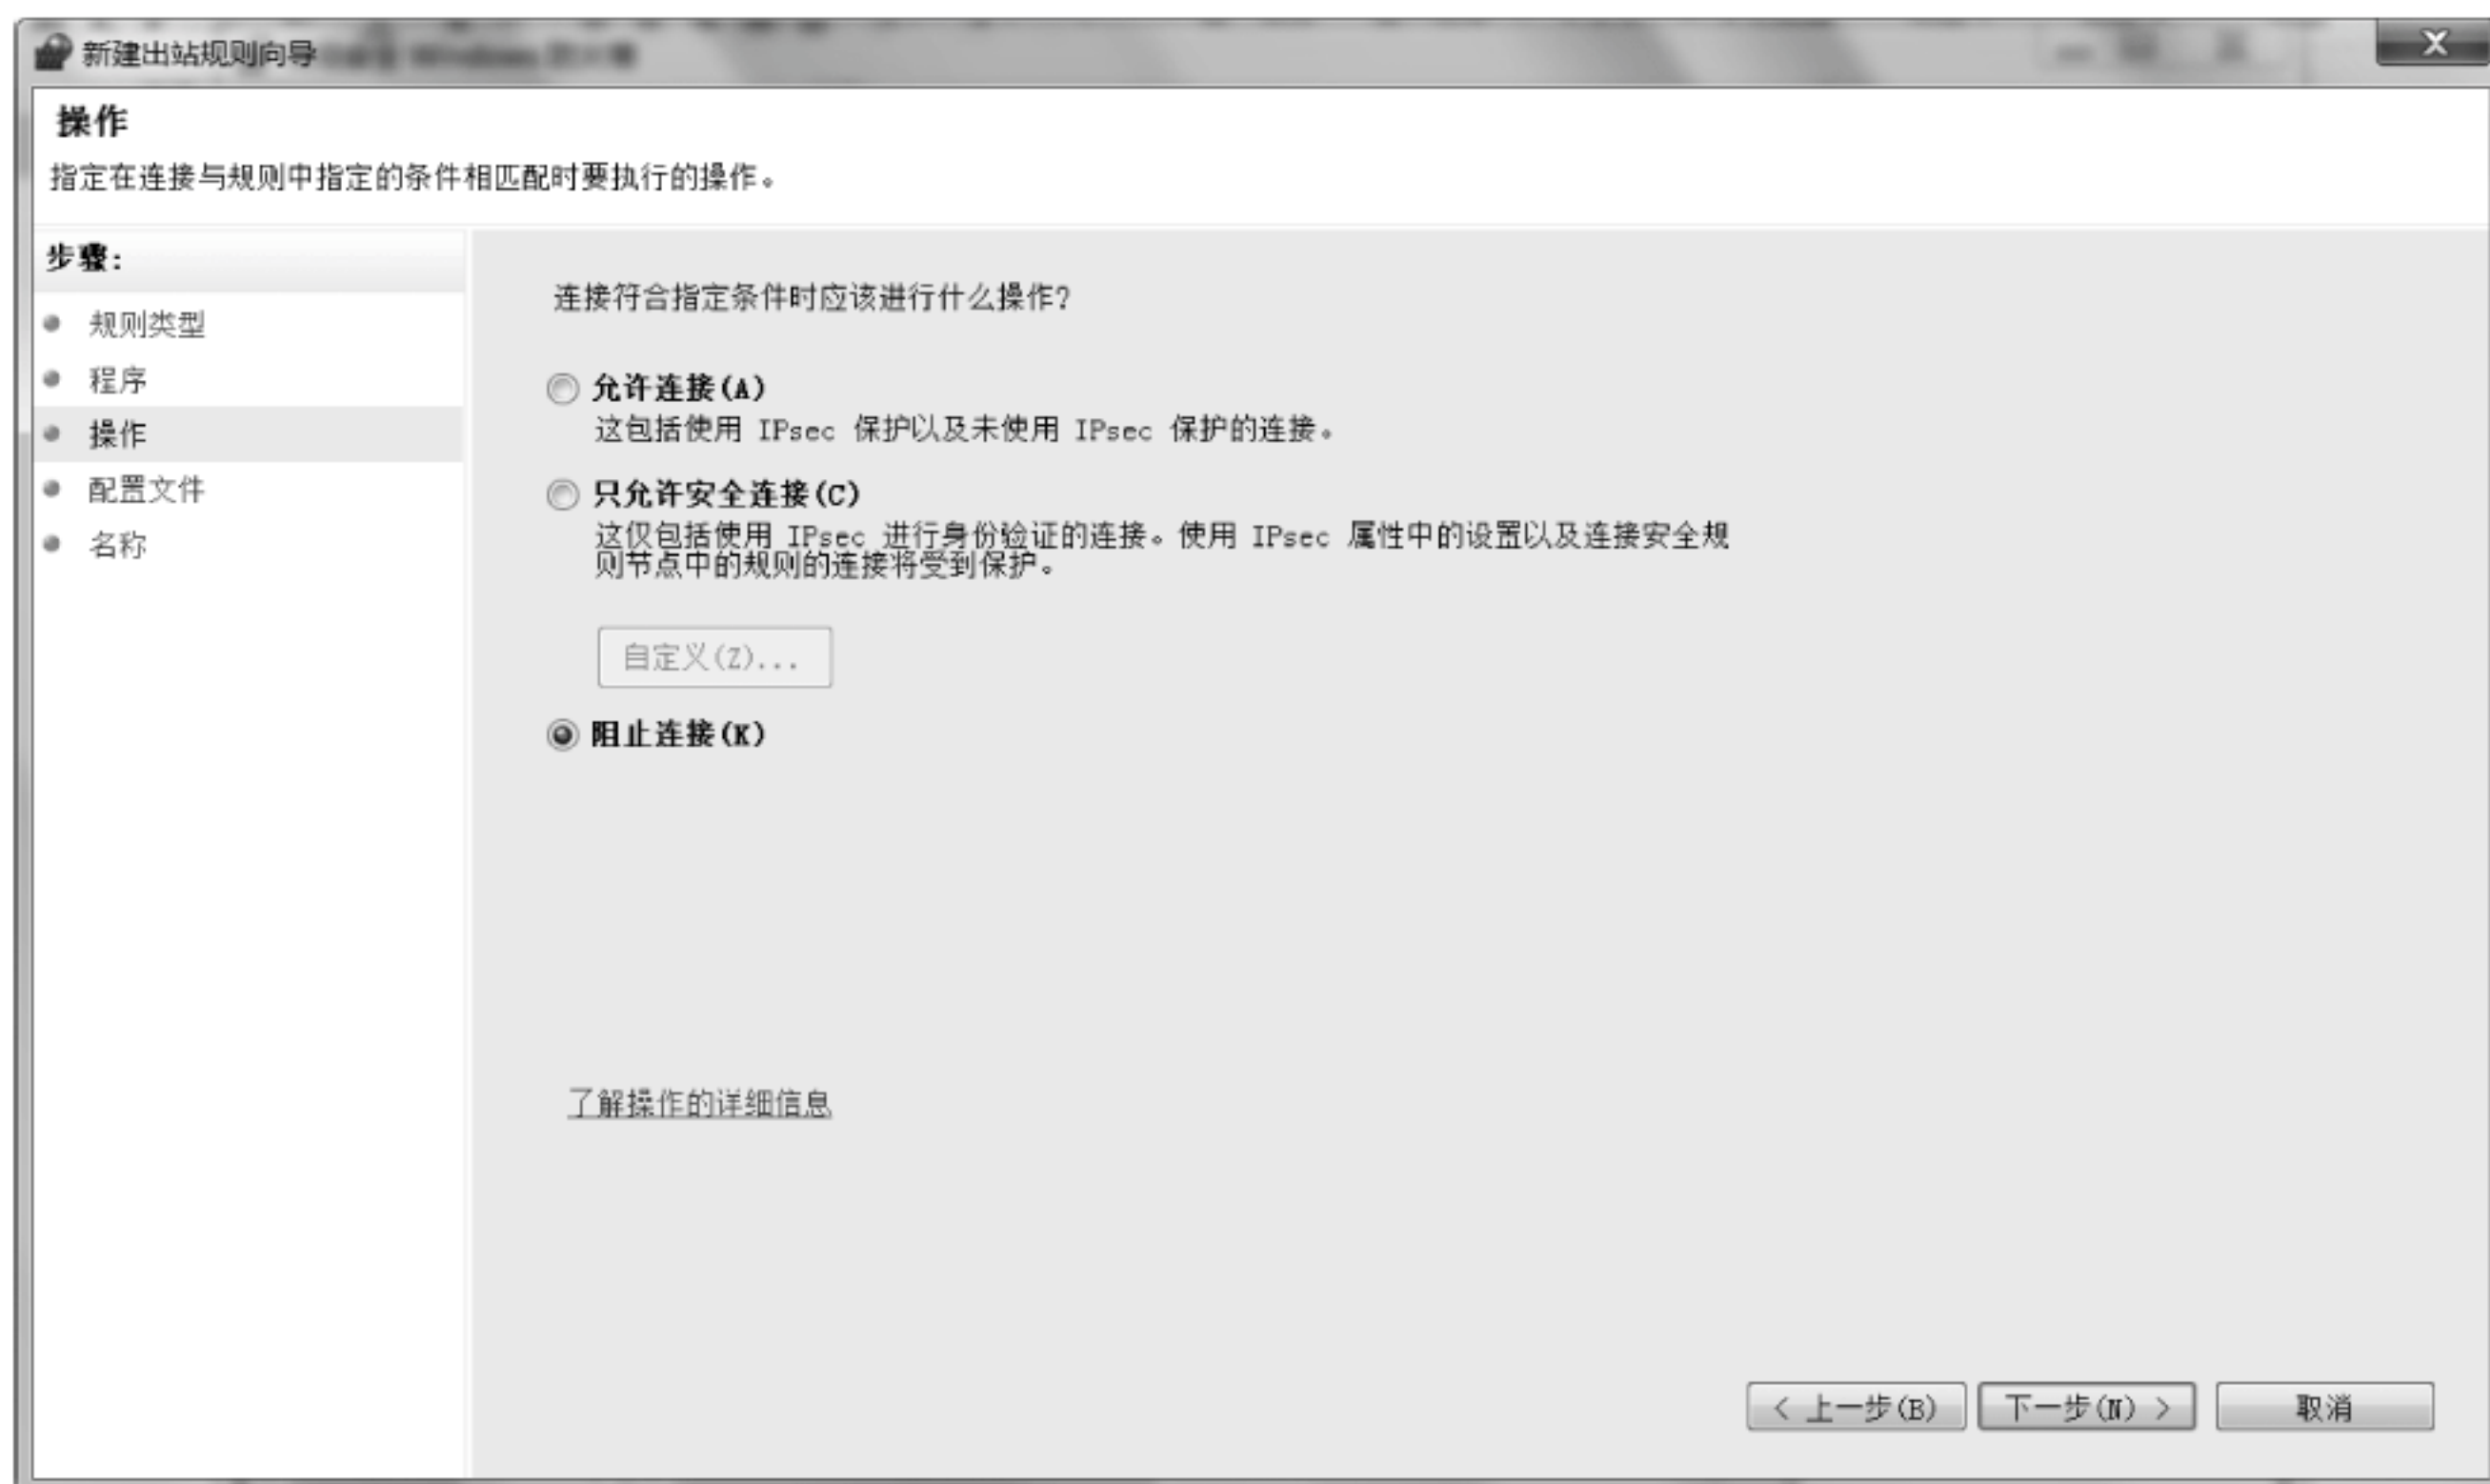 新建出站规则向导
操作
指定在连接与规则中指定的条件相匹配时要执行的操作。
步骤:
规则类型
程序
操作
配置文件
名称
连接符合指定条件时应该进行什么操作?
允许连接(A)
这包括使用 IPsec 保护以及未使用 IPsec 保护的连接。
只允许安全连接(C)
这仅包括使用 IPsec 进行身份验证的连接。使用 IPsec 属性中的设置以及连接安全规
则节点中的规则的连接将受到保护。
自定义(Z)...
阻止连接(K)
了解操作的详细信息
< 上一步(B)
下一步(N) >
取消